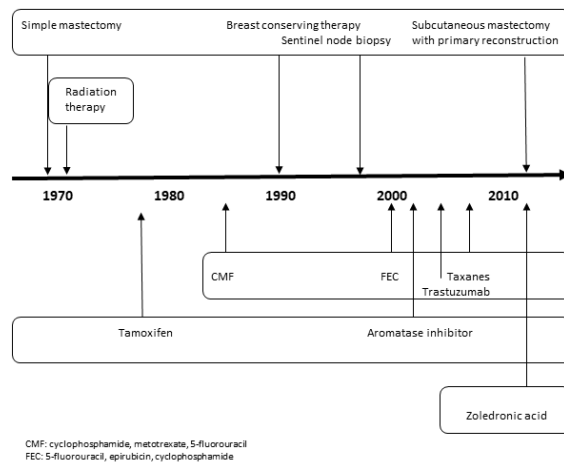 Simple mastectomy
Breast conserving therapy
Sentinel node biopsy
Subcutaneous mastectomy
with primary reconstruction
Radiation
therapy
1970 1980 1990 2000 2010
CMF FEC Taxanes
Trastuzumab
Tamoxifen Aromatase inhibitor
Zoledronic acid
CMF: cyclophosphamide, metotrexate, 5-fluorouracil
FEC: 5-fluorouracil, epirubicin, cyclophosphamide